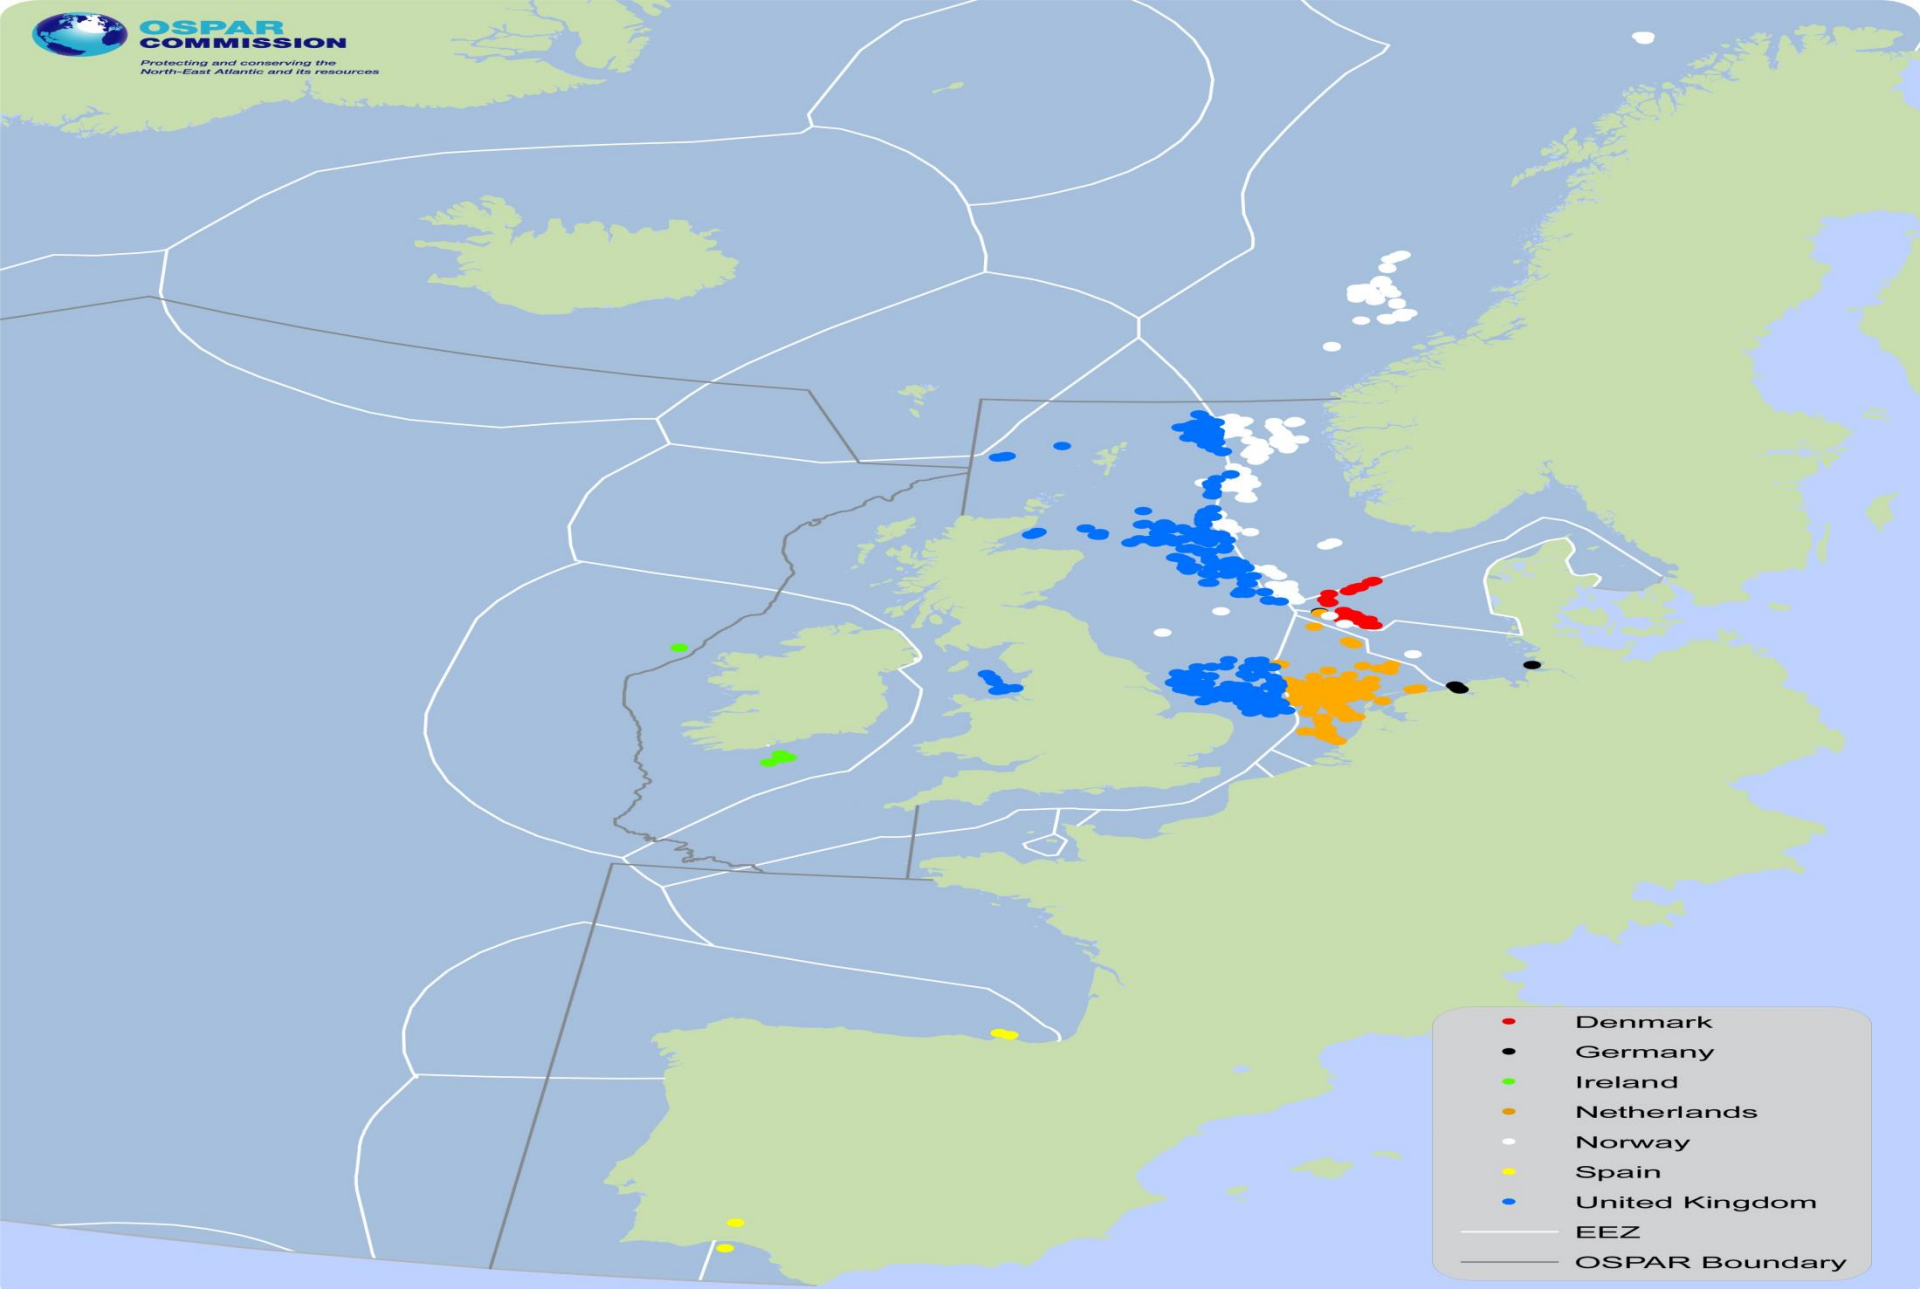 OSPAR
COMMISSION
Protecting and conserving the
North-East Atlantic and its resources
Denmark
Germany
Ireland
Netherlands
Norway
Spain
United Kingdom
EEZ
OSPAR Boundary